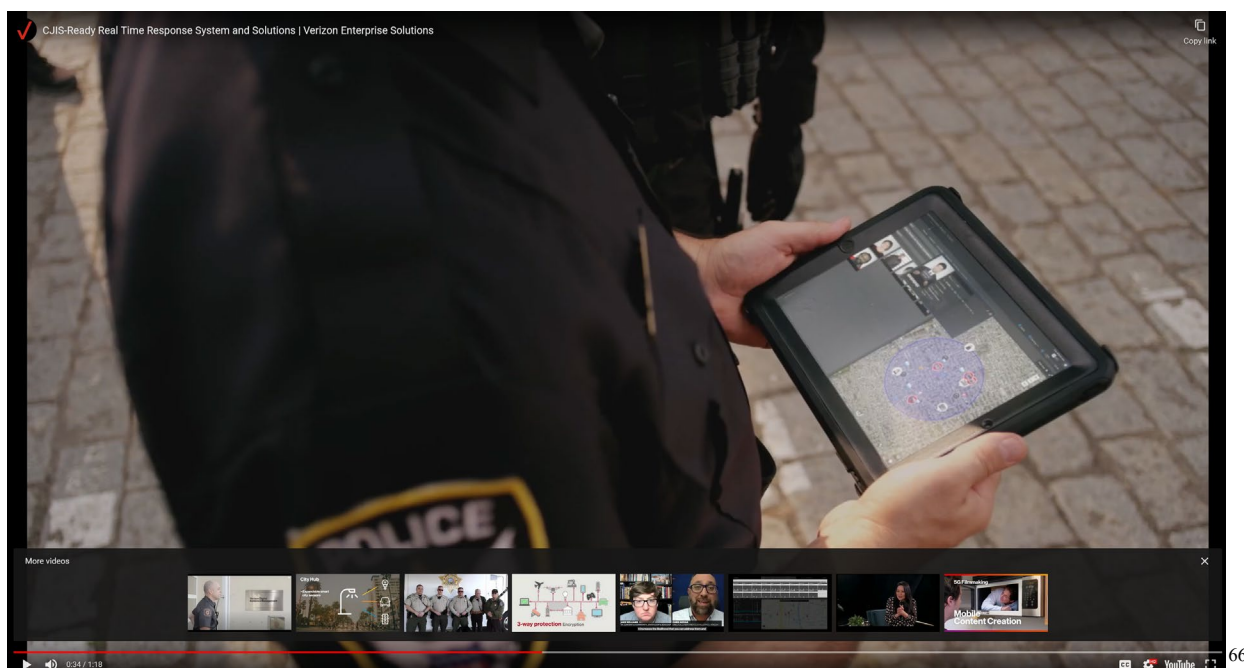 CJIS-Ready Real Time Response System and Solutions | Verizon Enterprise Solutions
Copy link
POLICE
More videos
City Hub
3-way protection Encryption
5G Filmmaking
Mobile
Content Creation
0:34 / 1:18
CC
YouTube
66